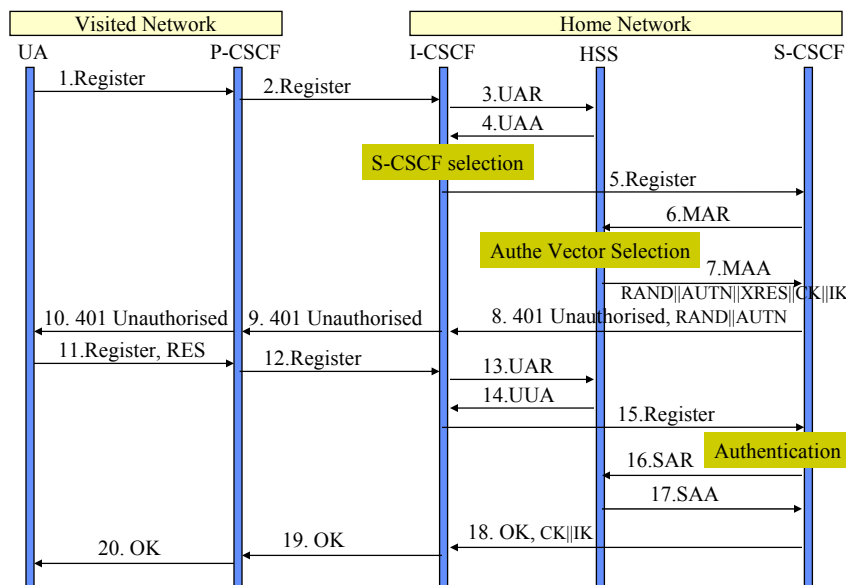 Visited Network
Home Network
UA
P-CSCF
I-CSCF
HSS
S-CSCF
1.Register
2.Register
3.UAR
4.UAA
S-CSCF selection
5.Register
6.MAR
Authe Vector Selection
7.MAA
RAND||AUTN||XRES||CK||IK
10. 401 Unauthorised
9. 401 Unauthorised
8. 401 Unauthorised, RAND||AUTN
11.Register, RES
12.Register
13.UAR
14.UUA
15.Register
Authentication
16.SAR
17.SAA
18. OK, CK||IK
19. OK
20. OK